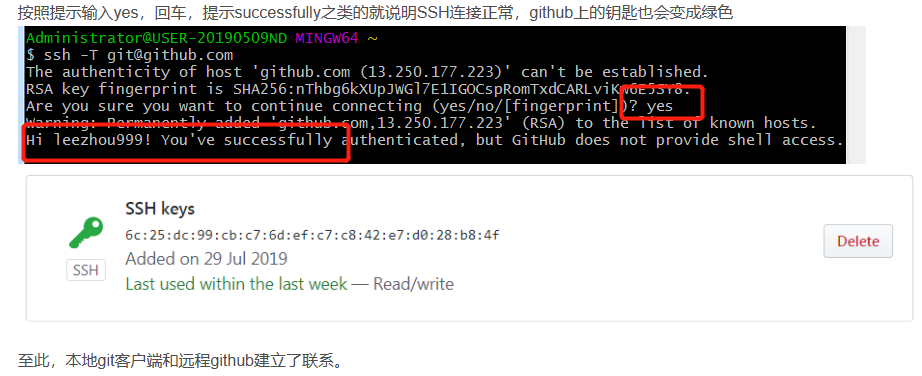 按照提示输入yes，回车，提示successfully之类的就说明SSH连接正常，github上的钥匙也会变成绿色
Administrator@USER-20190509ND MINGW64 ~
$ ssh -T git@github.com
The authenticity of host 'github.com (13.250.177.223)' can't be established.
RSA key fingerprint is SHA256:nThbg6kXUpJWGl7E1IGOCspRomTxdCARLviKw6E5SY8.
Are you sure you want to continue connecting (yes/no/[fingerprint])? yes
Warning: Permanently added 'github.com,13.250.177.223' (RSA) to the list of known hosts.
Hi leezhou999! You've successfully authenticated, but GitHub does not provide shell access.
SSH keys
6c:25:dc:99:cb:c7:6d:ef:c7:c8:42:e7:d0:28:b8:4f
Added on 29 Jul 2019
Delete
SSH
Last used within the last week — Read/write
至此，本地git客户端和远程github建立了联系。